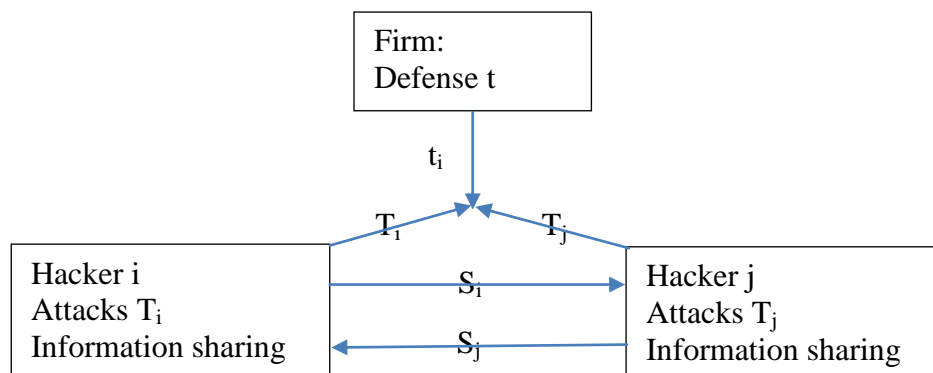 Firm:
Defense t
tᵢ
Tᵢ
Tⱼ
Hacker i
Attacks Tᵢ
Information sharing
Sᵢ
Sⱼ
Hacker j
Attacks Tⱼ
Information sharing